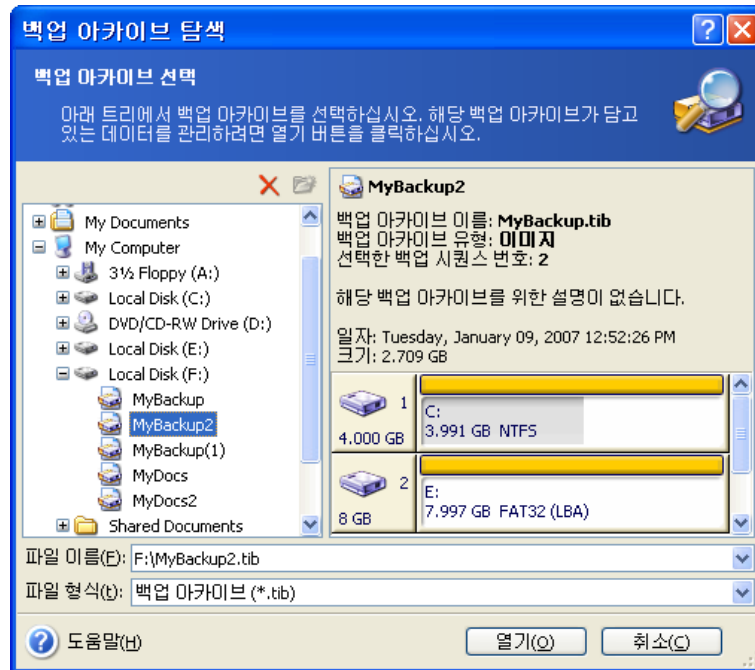 백업 아카이브 탐색
백업 아카이브 선택
아래 트리에서 백업 아카이브를 선택하십시오. 해당 백업 아카이브가 담고
있는 데이터를 관리하려면 열기 버튼을 클릭하십시오.
My Documents
My Computer
3½ Floppy (A:)
Local Disk (C:)
DVD/CD-RW Drive (D:)
Local Disk (E:)
Local Disk (F:)
MyBackup
MyBackup2
MyBackup(1)
MyDocs
MyDocs2
Shared Documents
MyBackup2
백업 아카이브 이름: MyBackup.tib
백업 아카이브 유형: 이미지
선택한 백업 시퀀스 번호: 2
해당 백업 아카이브를 위한 설명이 없습니다.
일자: Tuesday, January 09, 2007 12:52:26 PM
크기: 2.709 GB
1
4.000 GB
C:
3.991 GB NTFS
2
8 GB
E:
7.997 GB FAT32 (LBA)
파일 이름(F): F:\MyBackup2.tib
파일 형식(t): 백업 아카이브 (*.tib)
도움말(H)
열기(O)
취소(C)